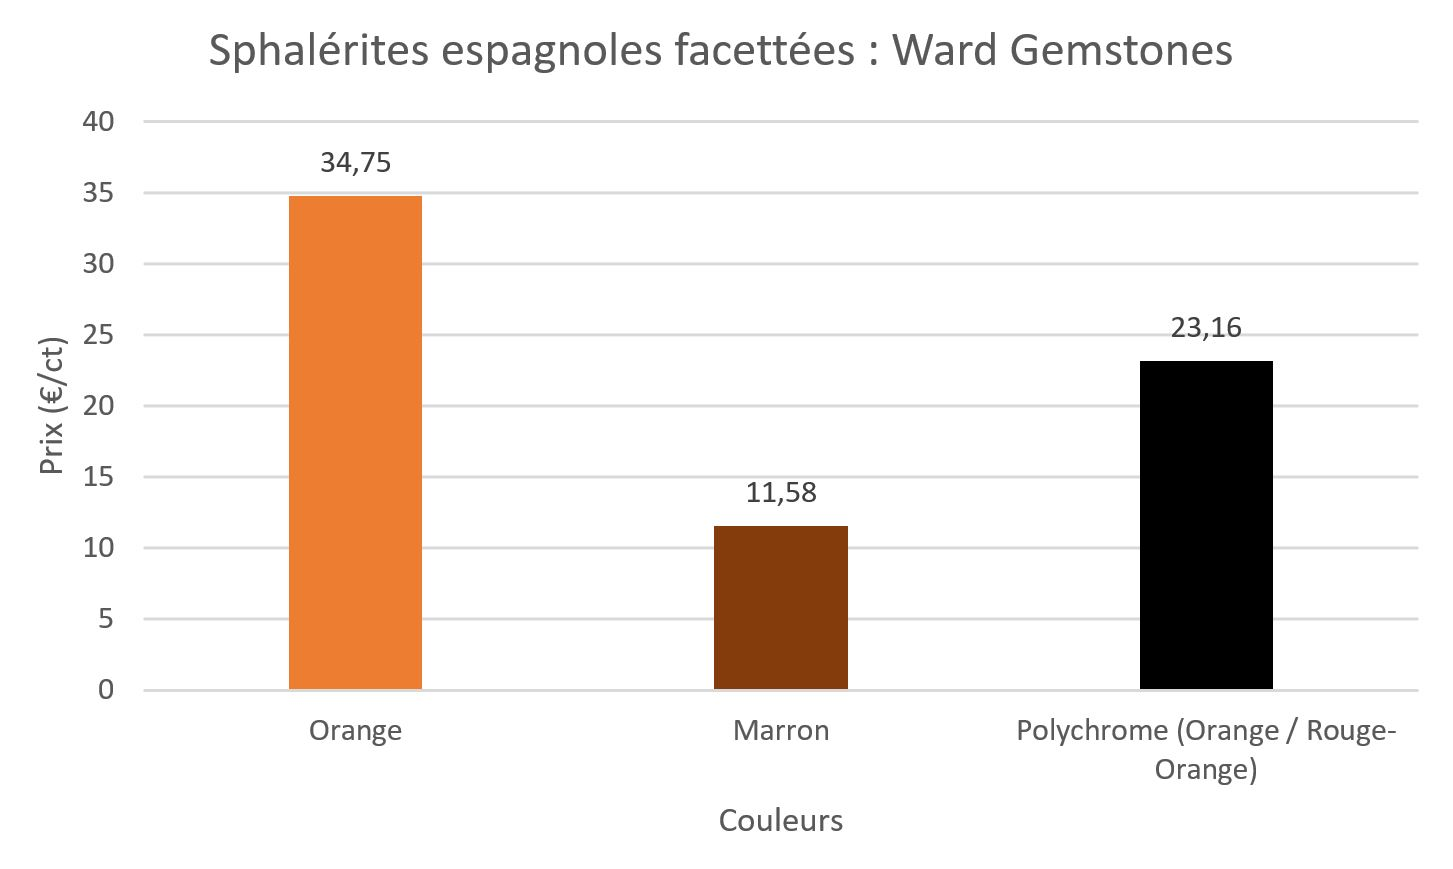 Sphalérites espagnoles facettées : Ward Gemstones
40
35
30
25
20
15
10
5
0
Prix (€/ct)
34,75
11,58
23,16
Orange
Marron
Polychrome (Orange / Rouge-
Orange)
Couleurs